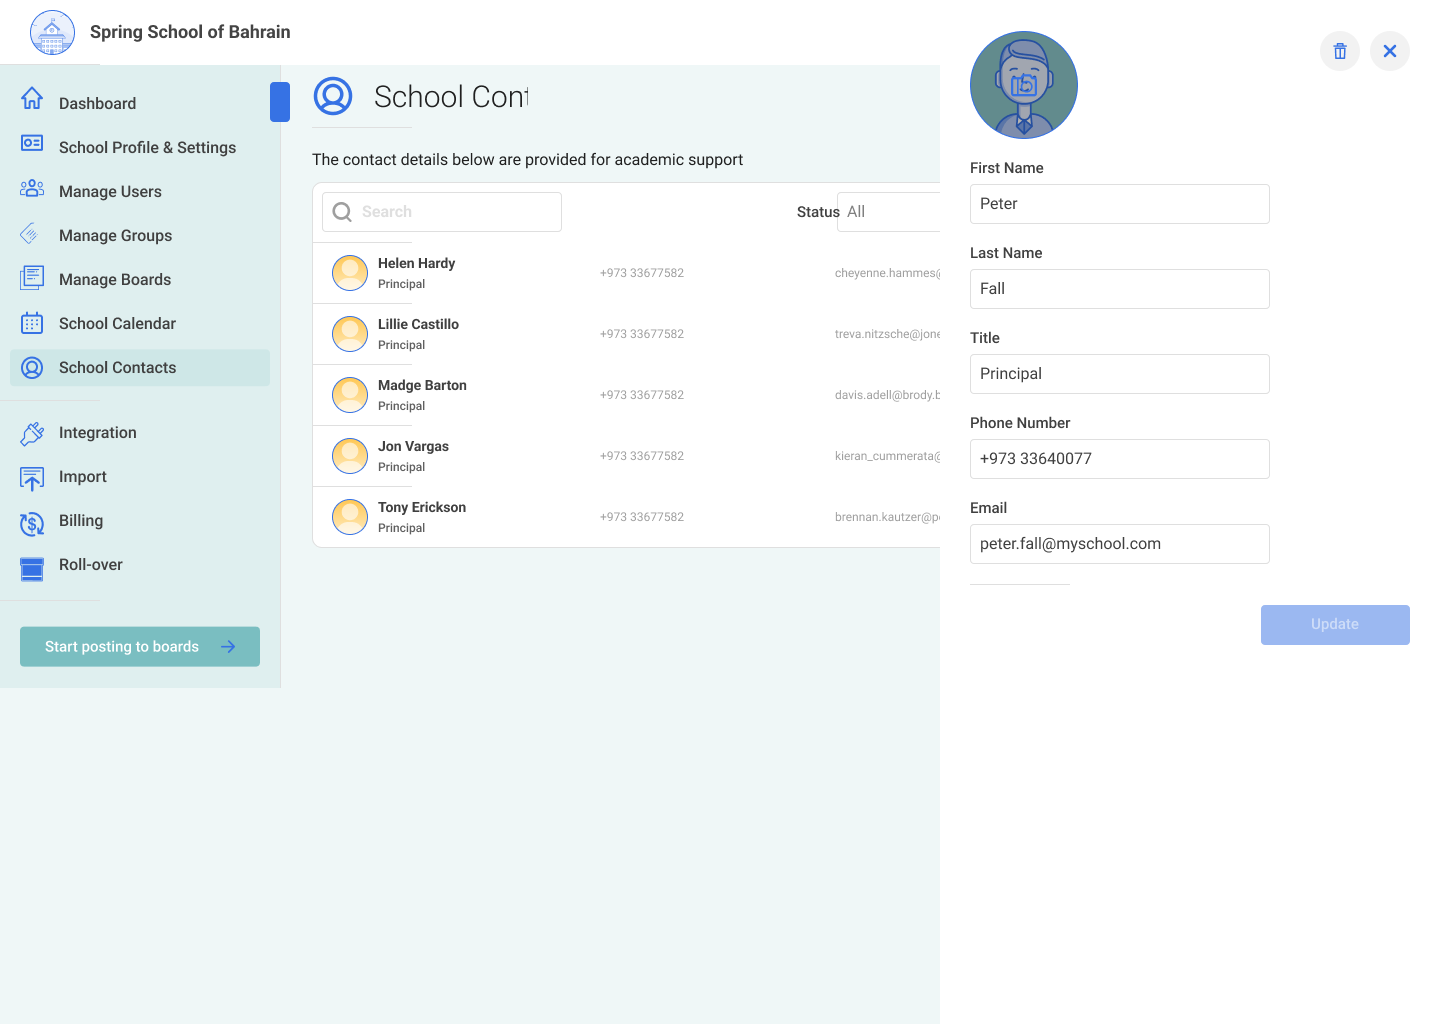 Spring School of Bahrain
Dashboard
School Profile & Settings
Manage Users
Manage Groups
Manage Boards
School Calendar
School Contacts
Integration
Import
Billing
Roll-over
Start posting to boards
School Cont
The contact details below are provided for academic support
Search
Status All
Helen Hardy
Principal
+973 33677582
cheyenne.hammes@
Lillie Castillo
Principal
+973 33677582
treva.nitzsche@jone
Madge Barton
Principal
+973 33677582
davis.adell@brody.b
Jon Vargas
Principal
+973 33677582
kieran_cummerata@
Tony Erickson
Principal
+973 33677582
brennan.kautzer@p
First Name
Peter
Last Name
Fall
Title
Principal
Phone Number
+973 33640077
Email
peter.fall@myschool.com
Update